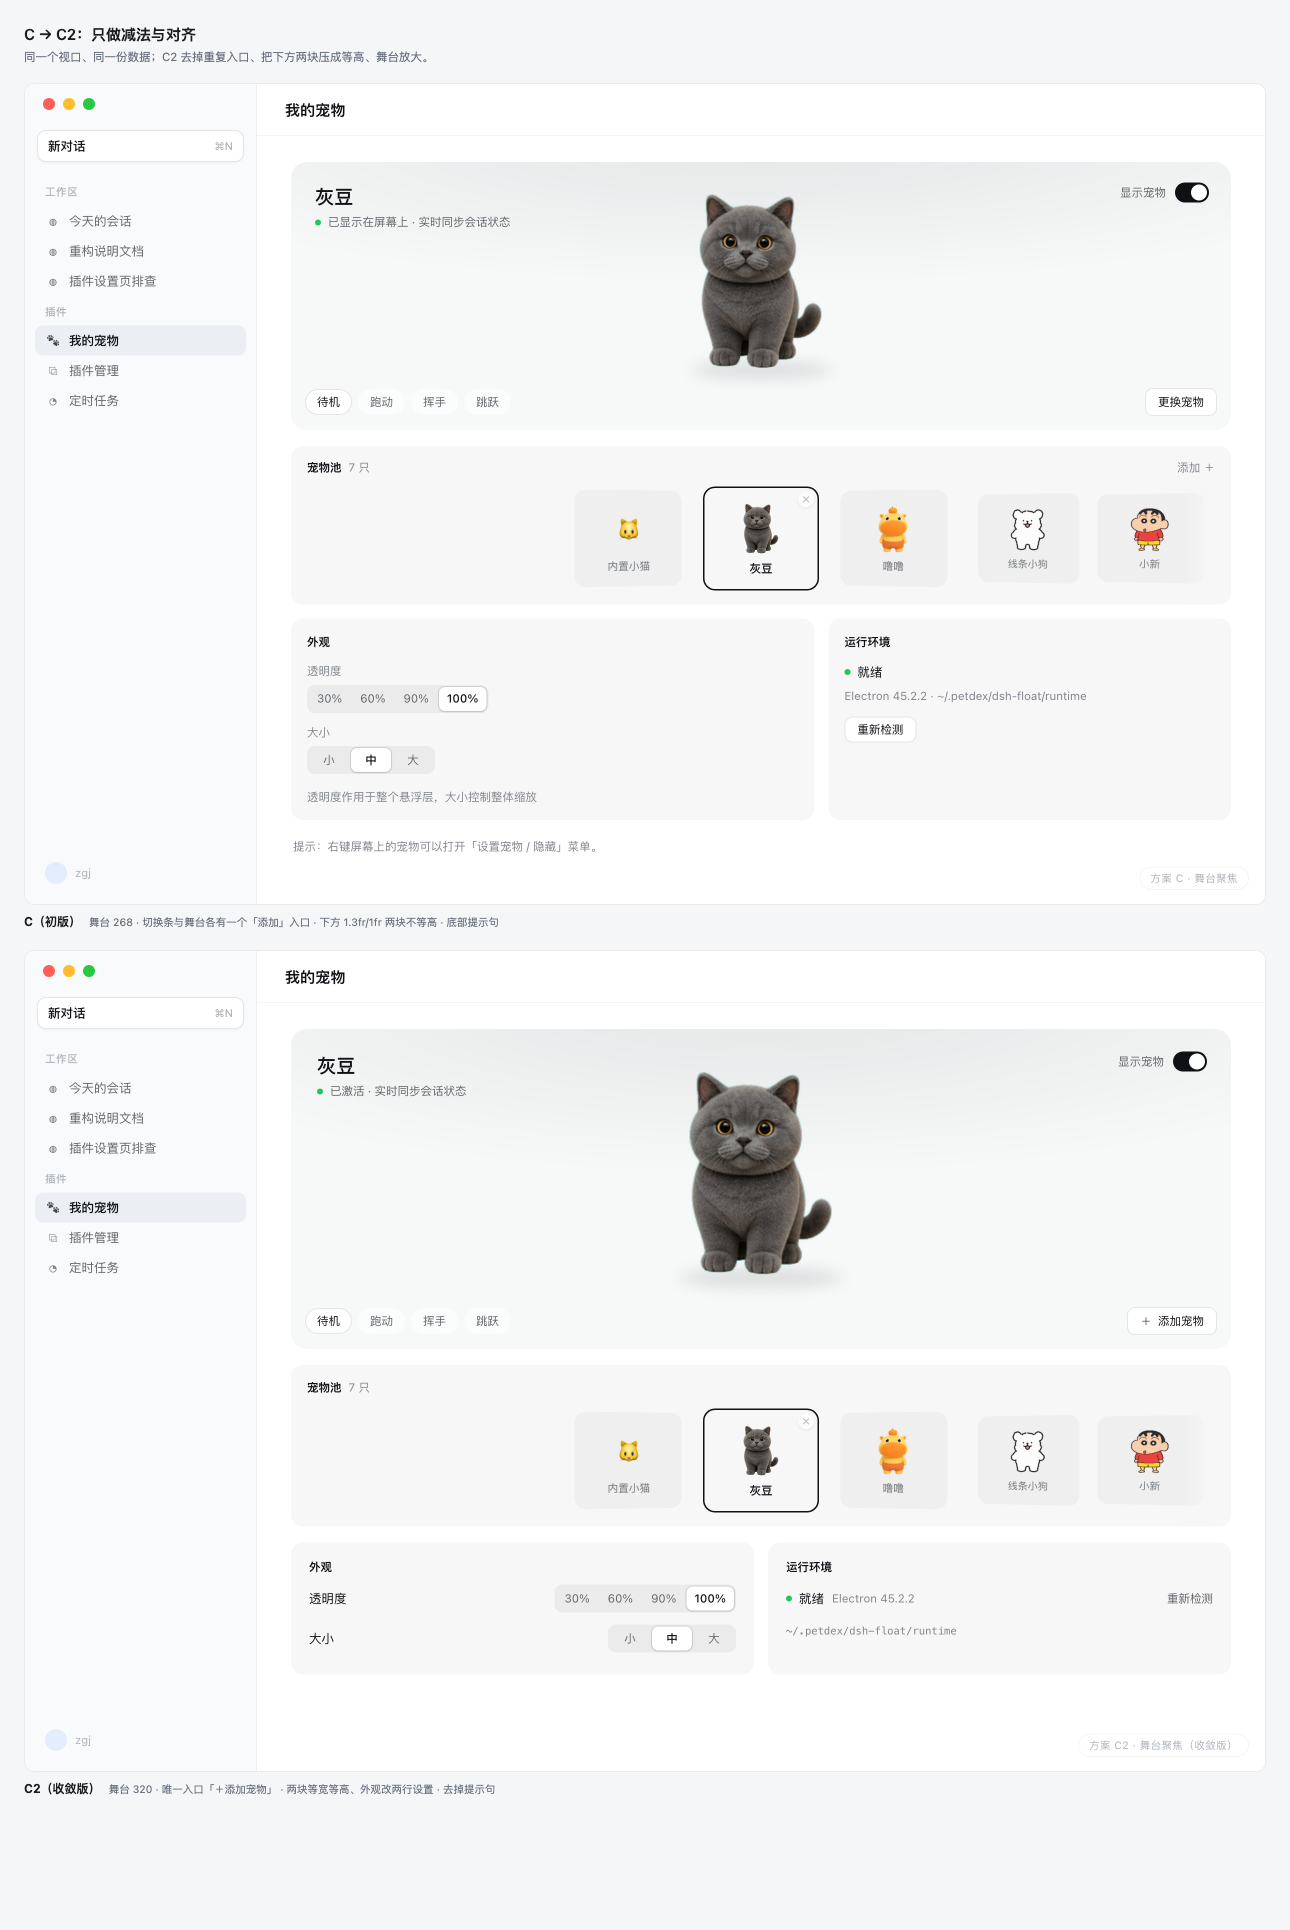 C → C2：只做减法与对齐
同一个视口、同一份数据；C2 去掉重复入口、把下方两块压成等高、舞台放大。
我的宠物
新对话 ⌘N
工作区
今天的会话
重构说明文档
插件设置页排查
插件
我的宠物
插件管理
定时任务
zgj
灰豆
显示宠物
已显示在屏幕上 · 实时同步会话状态
待机 跑动 挥手 跳跃
更换宠物
宠物池 7 只
添加 ＋
内置小猫
灰豆
噜噜
线条小狗
小新
外观
透明度
30% 60% 90% 100%
大小
小 中 大
透明度作用于整个悬浮层，大小控制整体缩放
运行环境
就绪
Electron 45.2.2 · ~/.petdex/dsh-float/runtime
重新检测
提示：右键屏幕上的宠物可以打开「设置宠物 / 隐藏」菜单。
方案 C · 舞台聚焦
C（初版） 舞台 268 · 切换条与舞台各有一个「添加」入口 · 下方 1.3fr/1fr 两块不等高 · 底部提示句
我的宠物
新对话 ⌘N
工作区
今天的会话
重构说明文档
插件设置页排查
插件
我的宠物
插件管理
定时任务
zgj
灰豆
显示宠物
已激活 · 实时同步会话状态
待机 跑动 挥手 跳跃
＋ 添加宠物
宠物池 7 只
内置小猫
灰豆
噜噜
线条小狗
小新
外观
透明度 30% 60% 90% 100%
大小 小 中 大
运行环境
就绪 Electron 45.2.2 重新检测
~/.petdex/dsh-float/runtime
方案 C2 · 舞台聚焦（收敛版）
C2（收敛版） 舞台 320 · 唯一入口「＋添加宠物」 · 两块等宽等高、外观改两行设置 · 去掉提示句